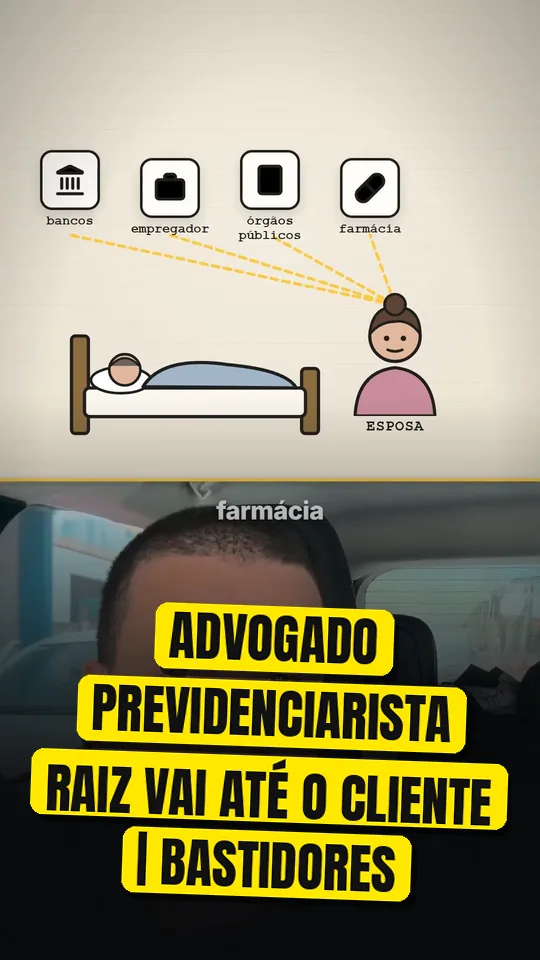 bancos
empregador
órgãos
públicos
farmácia
ESPOSA
farmácia
ADVOGADO
PREVIDENCIARISTA
RAIZ VAI ATÉ O CLIENTE
| BASTIDORES